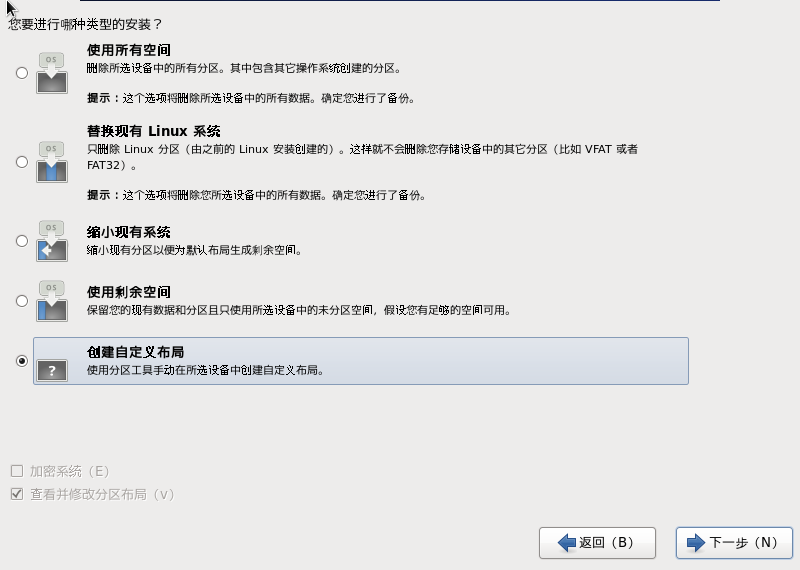 您要进行哪种类型的安装？
OS
使用所有空间
删除所选设备中的所有分区。其中包含其它操作系统创建的分区。
提示：这个选项将删除所选设备中的所有数据。确定您进行了备份。
OS
替换现有 Linux 系统
只删除 Linux 分区（由之前的 Linux 安装创建的）。这样就不会删除您存储设备中的其它分区（比如 VFAT 或者
FAT32）。
提示：这个选项将删除您所选设备中的所有数据。确定您进行了备份。
OS
缩小现有系统
缩小现有分区以便为默认布局生成剩余空间。
OS
使用剩余空间
保留您的现有数据和分区且只使用所选设备中的未分区空间，假设您有足够的空间可用。
?
创建自定义布局
使用分区工具手动在所选设备中创建自定义布局。
加密系统（E）
查看并修改分区布局（v）
返回（B）
下一步（N）